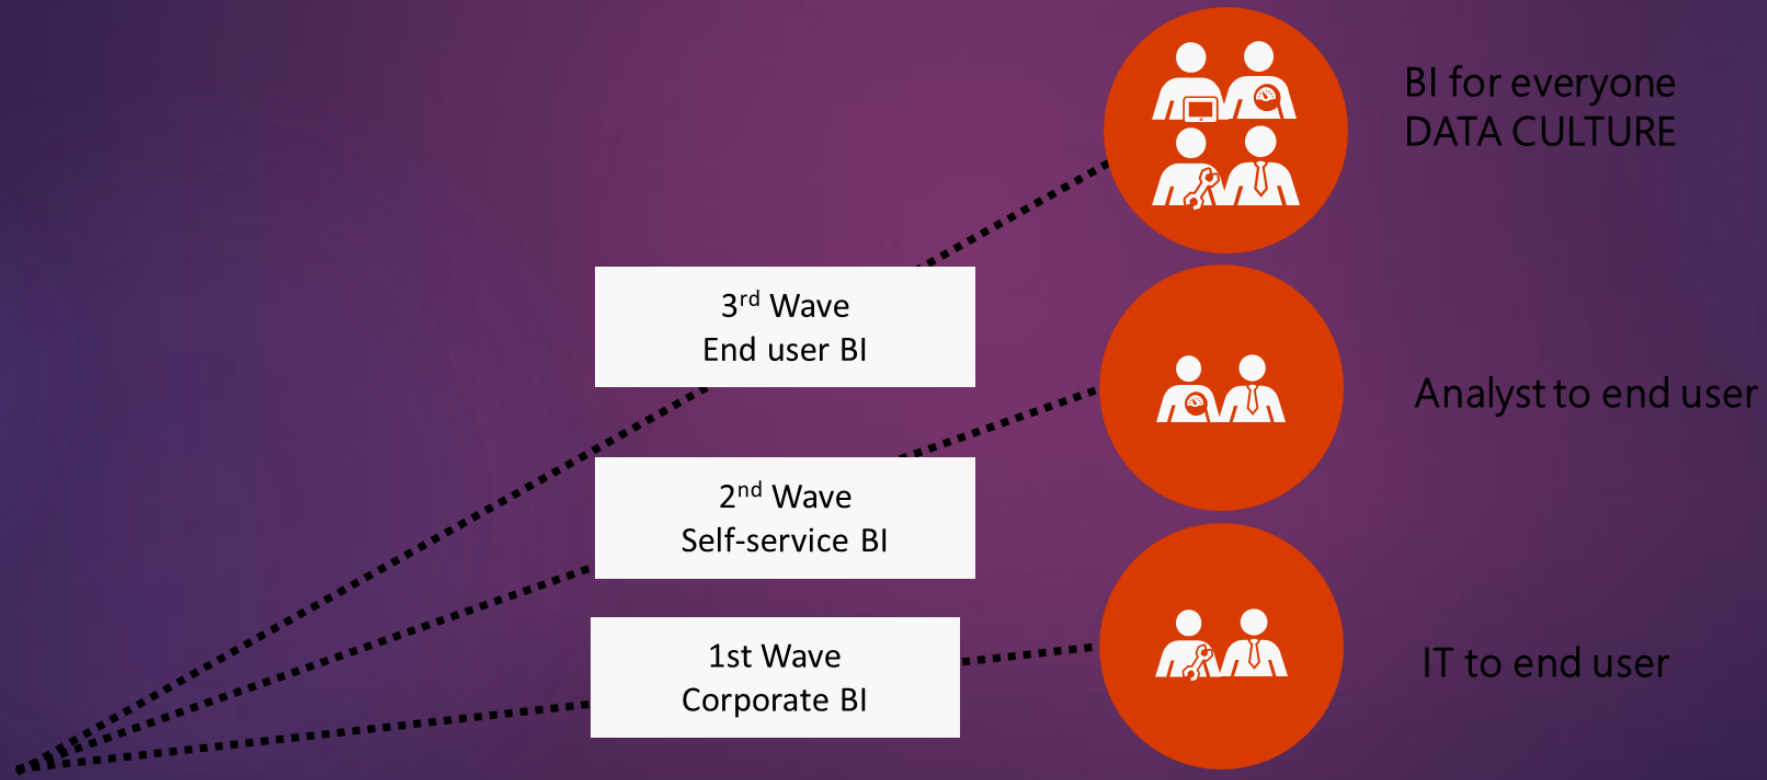 BI for everyone
DATA CULTURE
3rd Wave
End user BI
Analyst to end user
2nd Wave
Self-service BI
1st Wave
Corporate BI
IT to end user